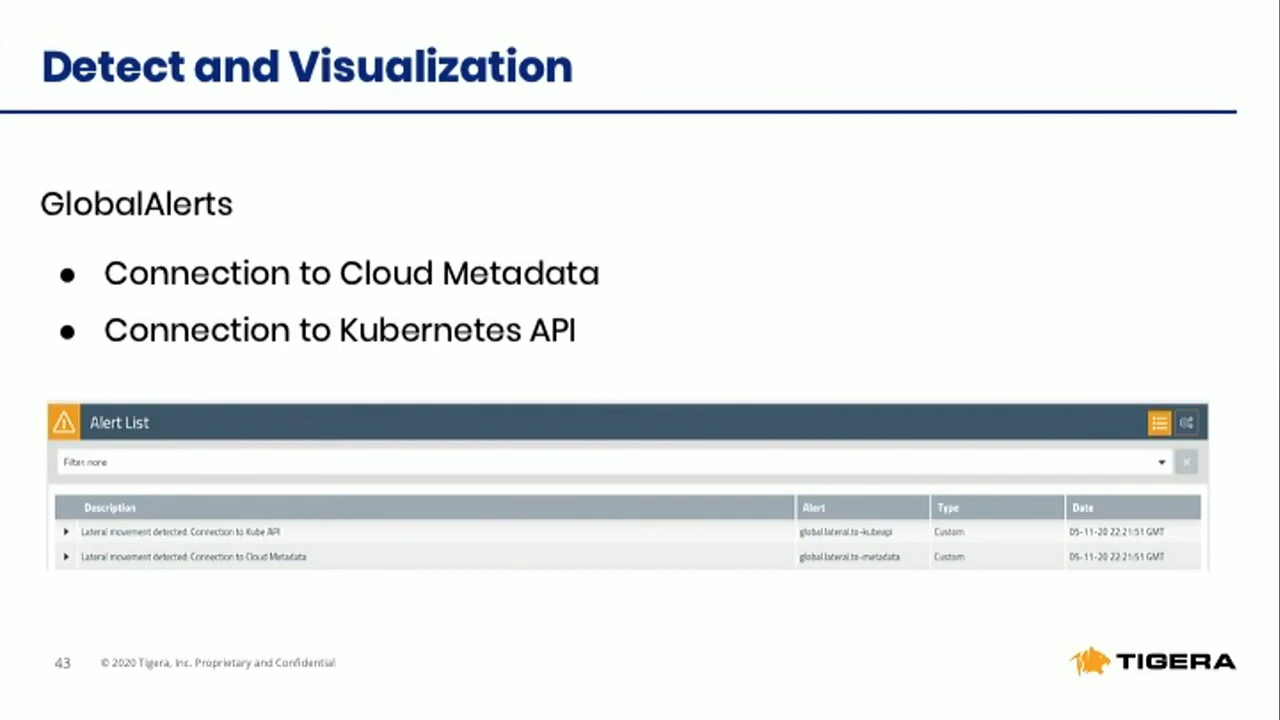 Detect and Visualization
GlobalAlerts
● Connection to Cloud Metadata
● Connection to Kubernetes API
Alert List
Filter: none
Description Alert Type Date
Lateral movement detected. Connection to Kube API global.lateral.to-kubeapi Custom 05-11-20 22:21:51 GMT
Lateral movement detected. Connection to Cloud Metadata global.lateral.to-metadata Custom 05-11-20 22:21:51 GMT
43 © 2020 Tigera, Inc. Proprietary and Confidential
TIGERA